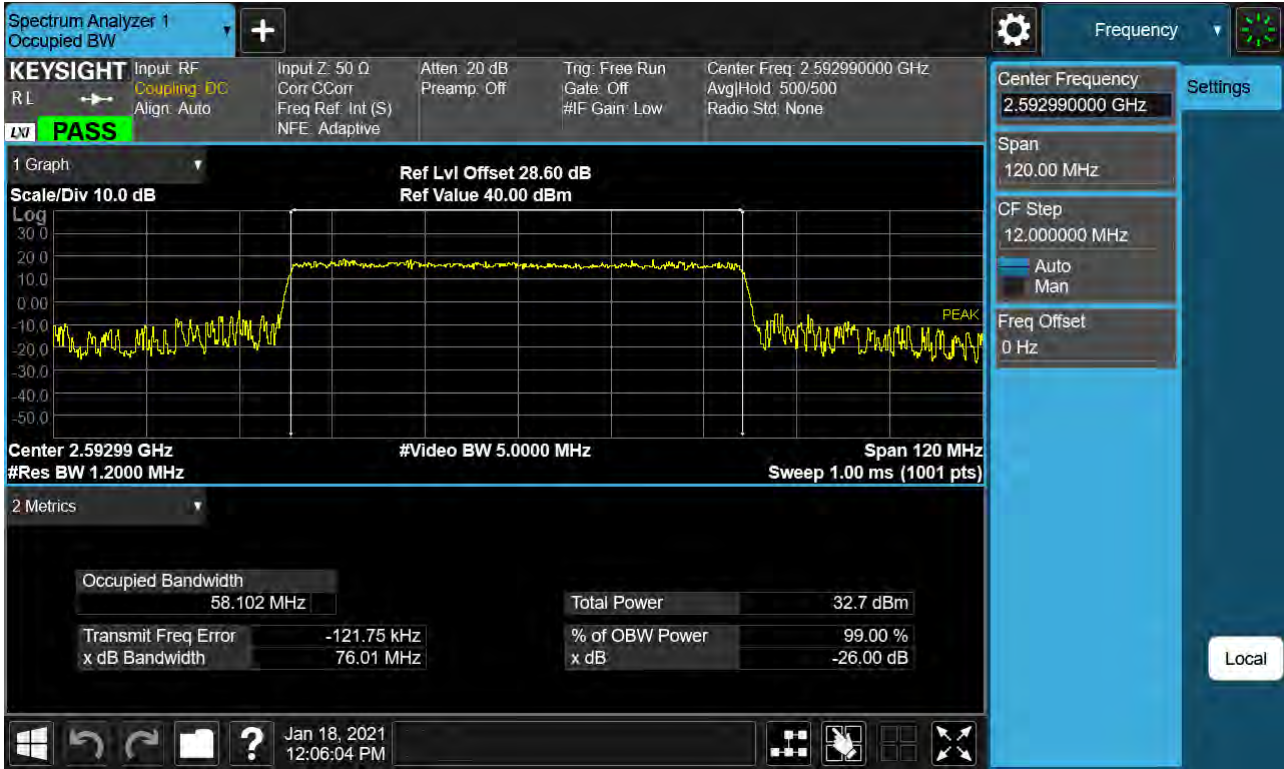 Spectrum Analyzer 1
Occupied BW
Frequency
KEYSIGHT
RL
LXI
PASS
Input: RF
Coupling: DC
Align: Auto
Input Z: 50 Ω
Corr CCorr
Freq Ref: Int (S)
NFE: Adaptive
Atten: 20 dB
Preamp: Off
Trig: Free Run
Gate: Off
#IF Gain: Low
Center Freq: 2.592990000 GHz
Avg|Hold: 500/500
Radio Std: None
1 Graph
Scale/Div 10.0 dB
Ref Lvl Offset 28.60 dB
Ref Value 40.00 dBm
Log
30.0
20.0
10.0
0.00
-10.0
-20.0
-30.0
-40.0
-50.0
PEAK
Center 2.59299 GHz
#Video BW 5.0000 MHz
Span 120 MHz
#Res BW 1.2000 MHz
Sweep 1.00 ms (1001 pts)
2 Metrics
Occupied Bandwidth
58.102 MHz
Total Power 32.7 dBm
Transmit Freq Error -121.75 kHz
% of OBW Power 99.00 %
x dB Bandwidth 76.01 MHz
x dB -26.00 dB
Jan 18, 2021
12:06:04 PM
Center Frequency
2.592990000 GHz
Settings
Span
120.00 MHz
CF Step
12.000000 MHz
Auto
Man
Freq Offset
0 Hz
Local